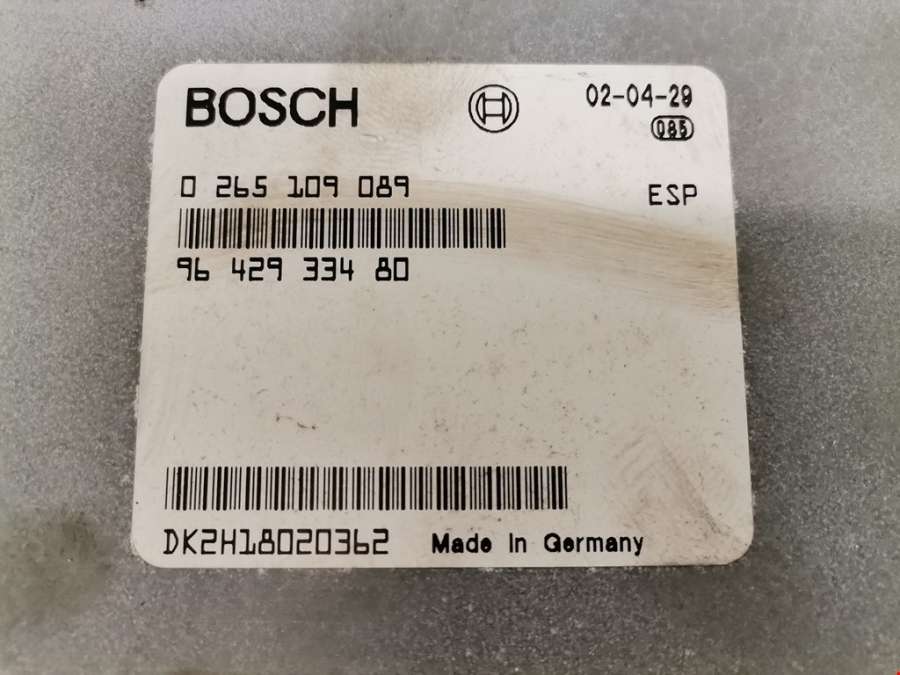 BOSCH
02-04-29
085
0 265 109 089
ESP
96 429 334 80
DK2H18020362
Made in Germany